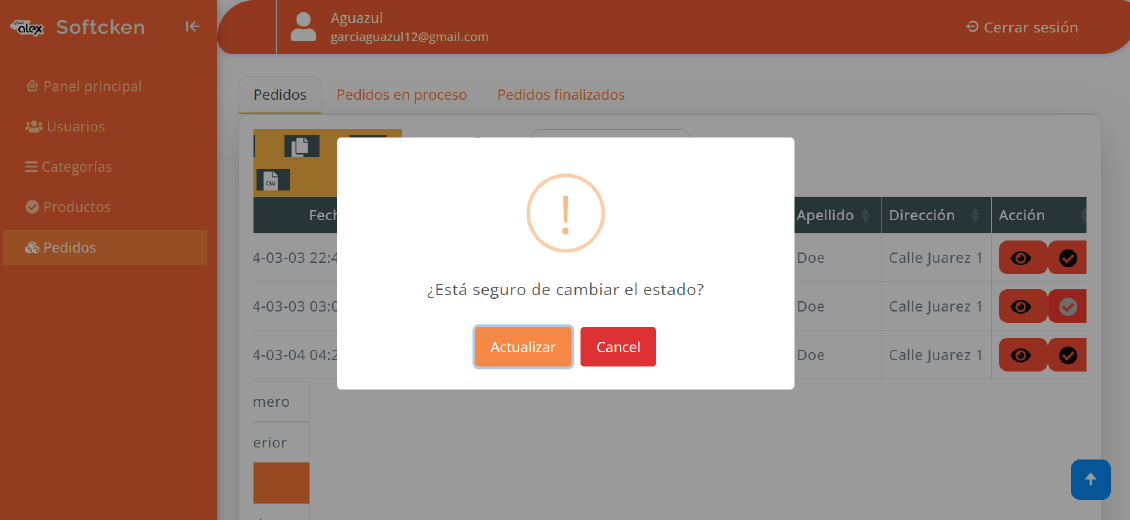 alex
Softcken
Aguazul
garciaguazul12@gmail.com
Cerrar sesión
Panel principal
Usuarios
Categorías
Productos
Pedidos
Pedidos Pedidos en proceso Pedidos finalizados
CSV
Fech Apellido Dirección Acción
4-03-03 22:4 Doe Calle Juarez 1
4-03-03 03:0 Doe Calle Juarez 1
4-03-04 04:2 Doe Calle Juarez 1
mero
erior
!
¿Está seguro de cambiar el estado?
Actualizar Cancel